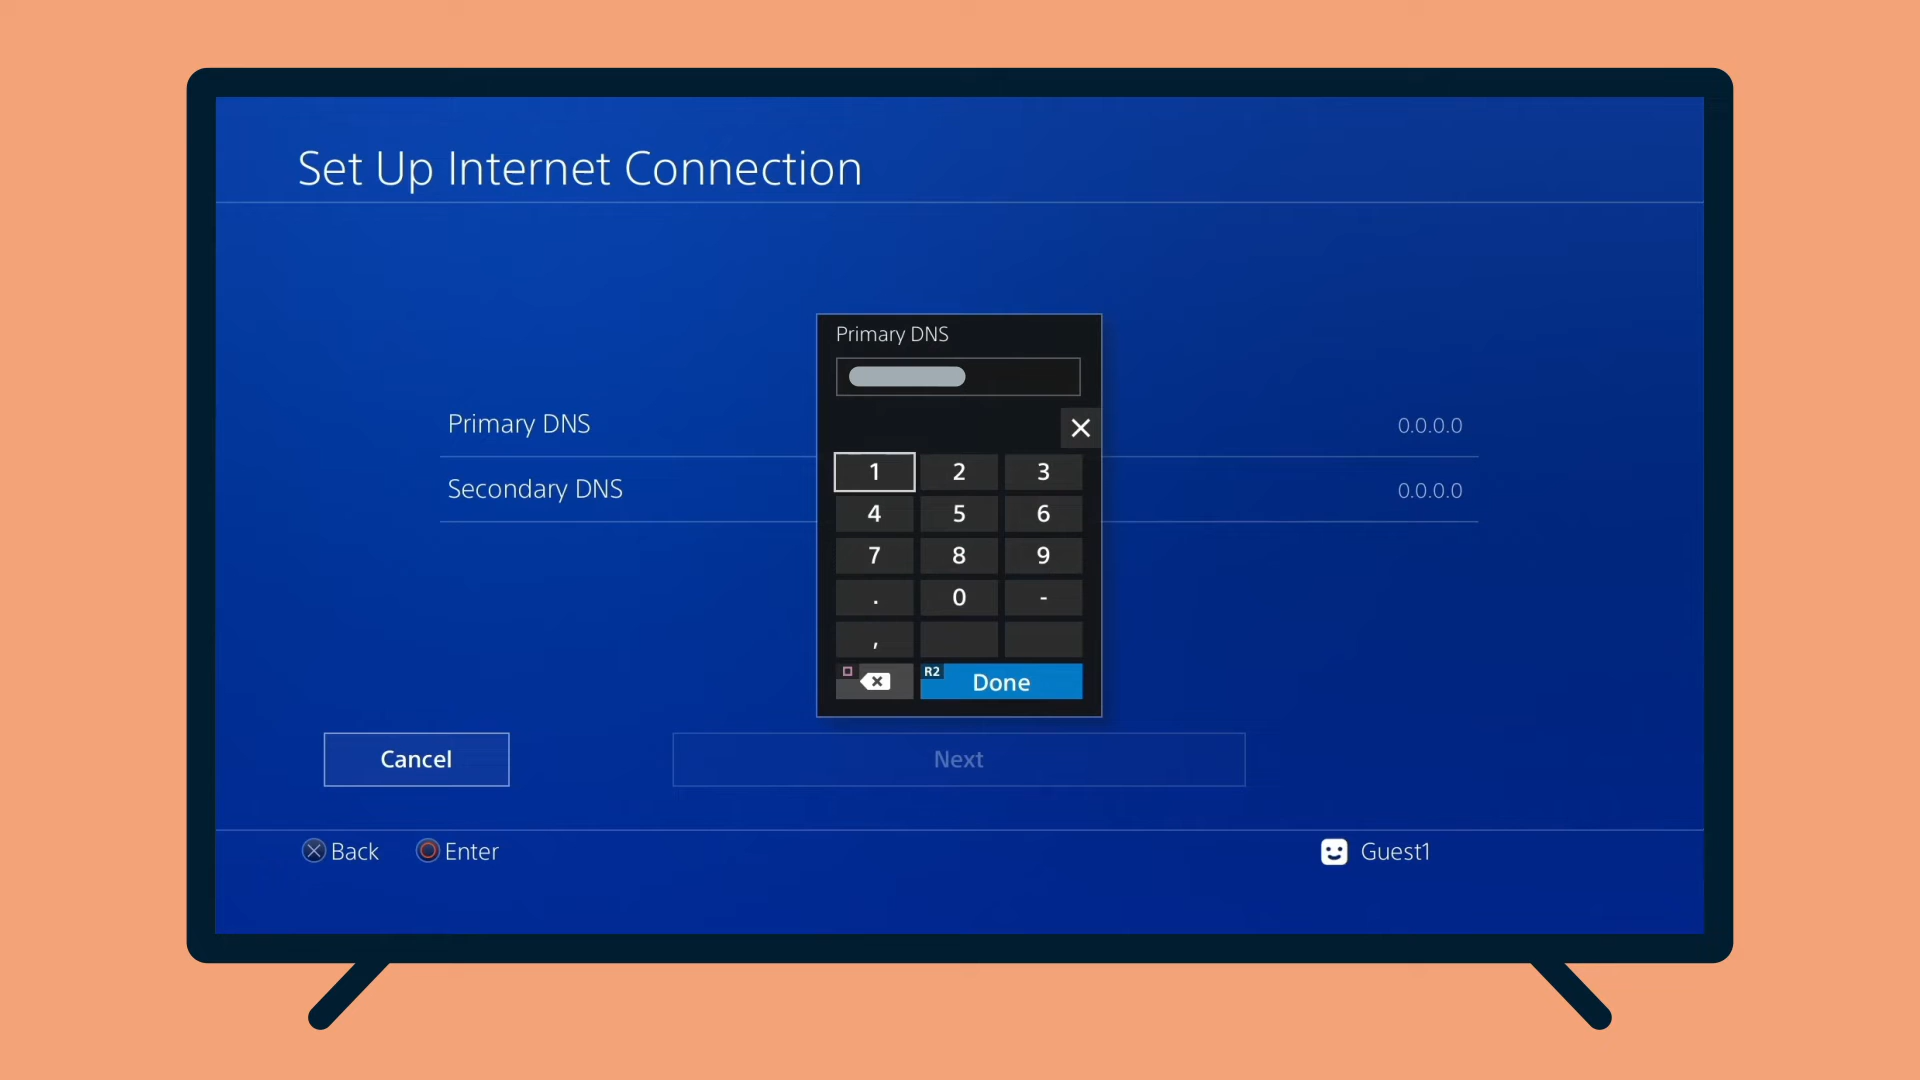 Set Up Internet Connection
Primary DNS
Primary DNS
0.0.0.0
Secondary DNS
0.0.0.0
1 2 3
4 5 6
7 8 9
. 0 -
,
R2 Done
Cancel
Next
Back
Enter
Guest1